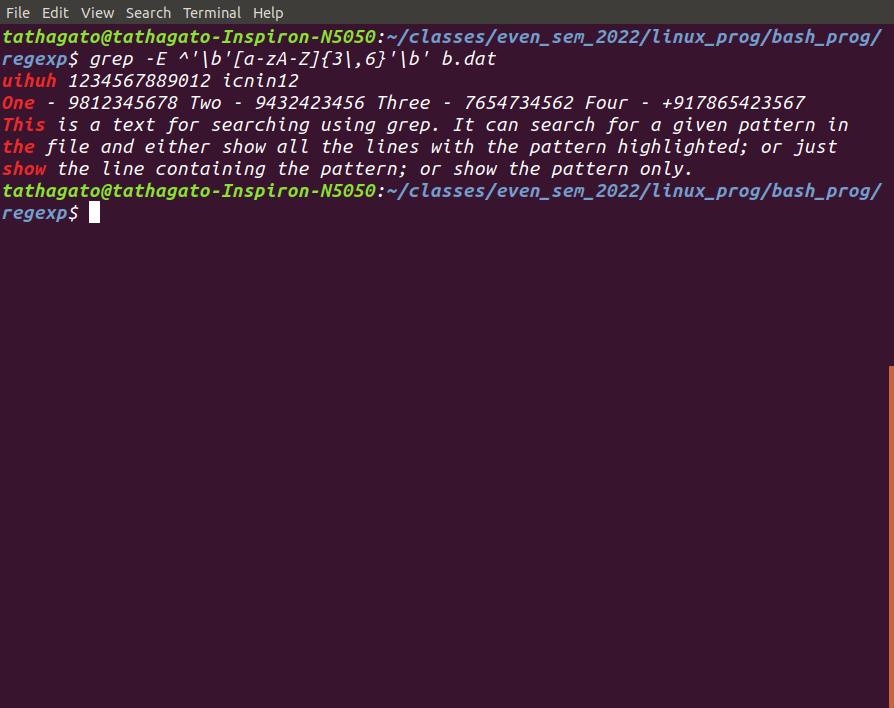 File Edit View Search Terminal Help
tathagato@tathagato-Inspiron-N5050:~/classes/even_sem_2022/linux_prog/bash_prog/
regexp$ grep -E ^'\b'[a-zA-Z]{3\,6}'\b' b.dat
uihuh 1234567889012 icnin12
One - 9812345678 Two - 9432423456 Three - 7654734562 Four - +917865423567
This is a text for searching using grep. It can search for a given pattern in
the file and either show all the lines with the pattern highlighted; or just
show the line containing the pattern; or show the pattern only.
tathagato@tathagato-Inspiron-N5050:~/classes/even_sem_2022/linux_prog/bash_prog/
regexp$